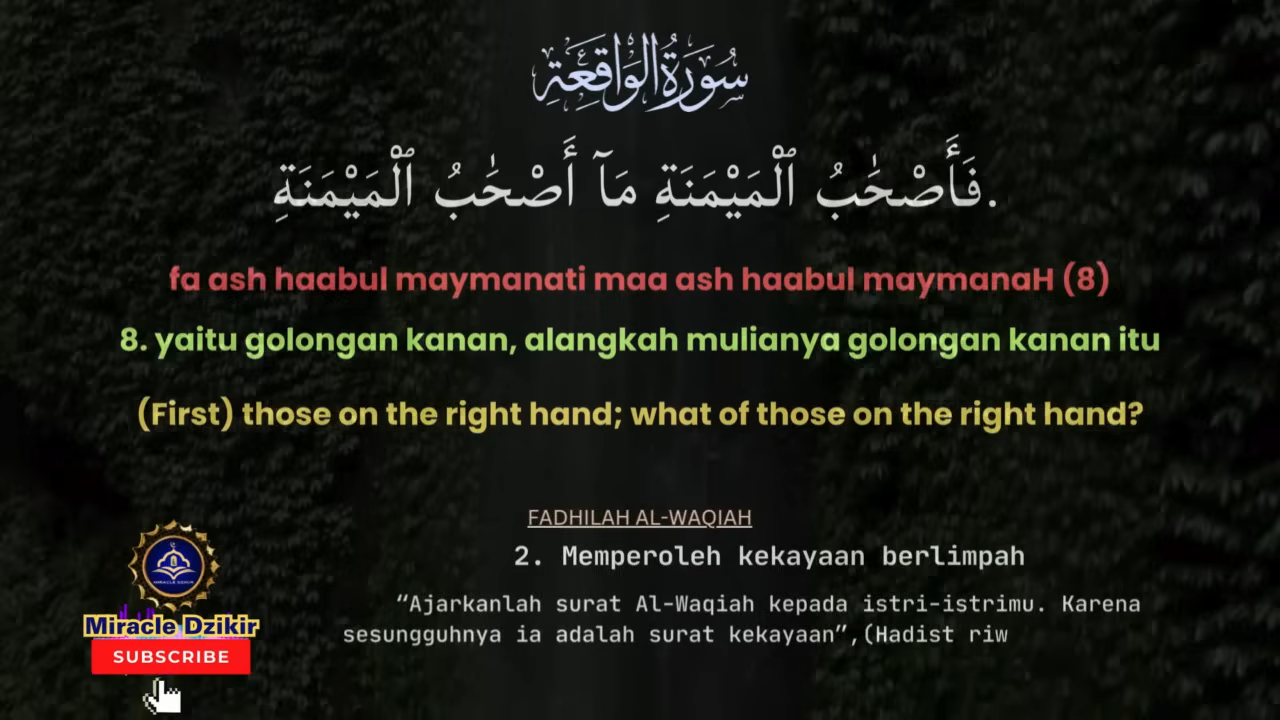 سُورَةُ الْوَاقِعَةِ
فَأَصْحَٰبُ ٱلْمَيْمَنَةِ مَآ أَصْحَٰبُ ٱلْمَيْمَنَةِ.
fa ash haabul maymanati maa ash haabul maymanaH (8)
8. yaitu golongan kanan, alangkah mulianya golongan kanan itu
(First) those on the right hand; what of those on the right hand?
FADHILAH AL-WAQIAH
2. Memperoleh kekayaan berlimpah
“Ajarkanlah surat Al-Waqiah kepada istri-istrimu. Karena
sesungguhnya ia adalah surat kekayaan”,(Hadist riw
MIRACLE DZIKIR
Miracle Dzikir
SUBSCRIBE